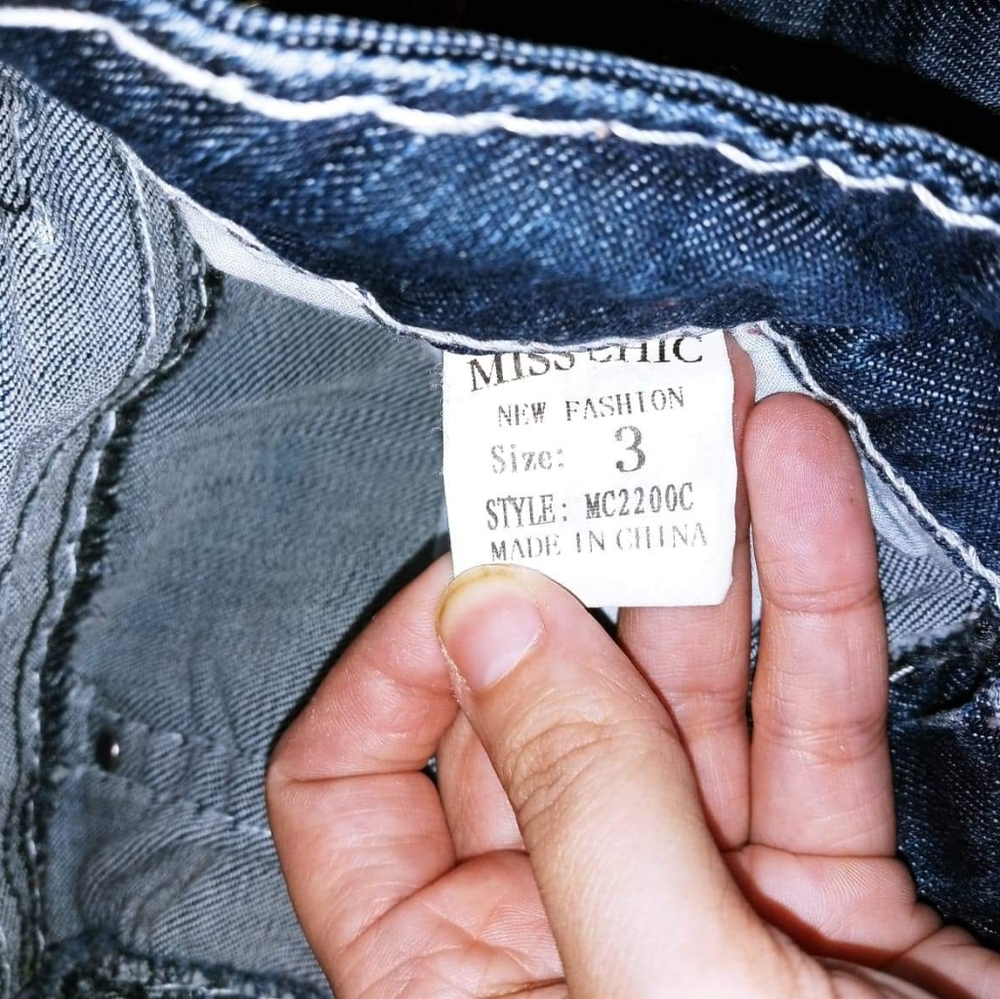 MISS CHIC
NEW FASHION
Size: 3
STYLE: MC2200C
MADE IN CHINA